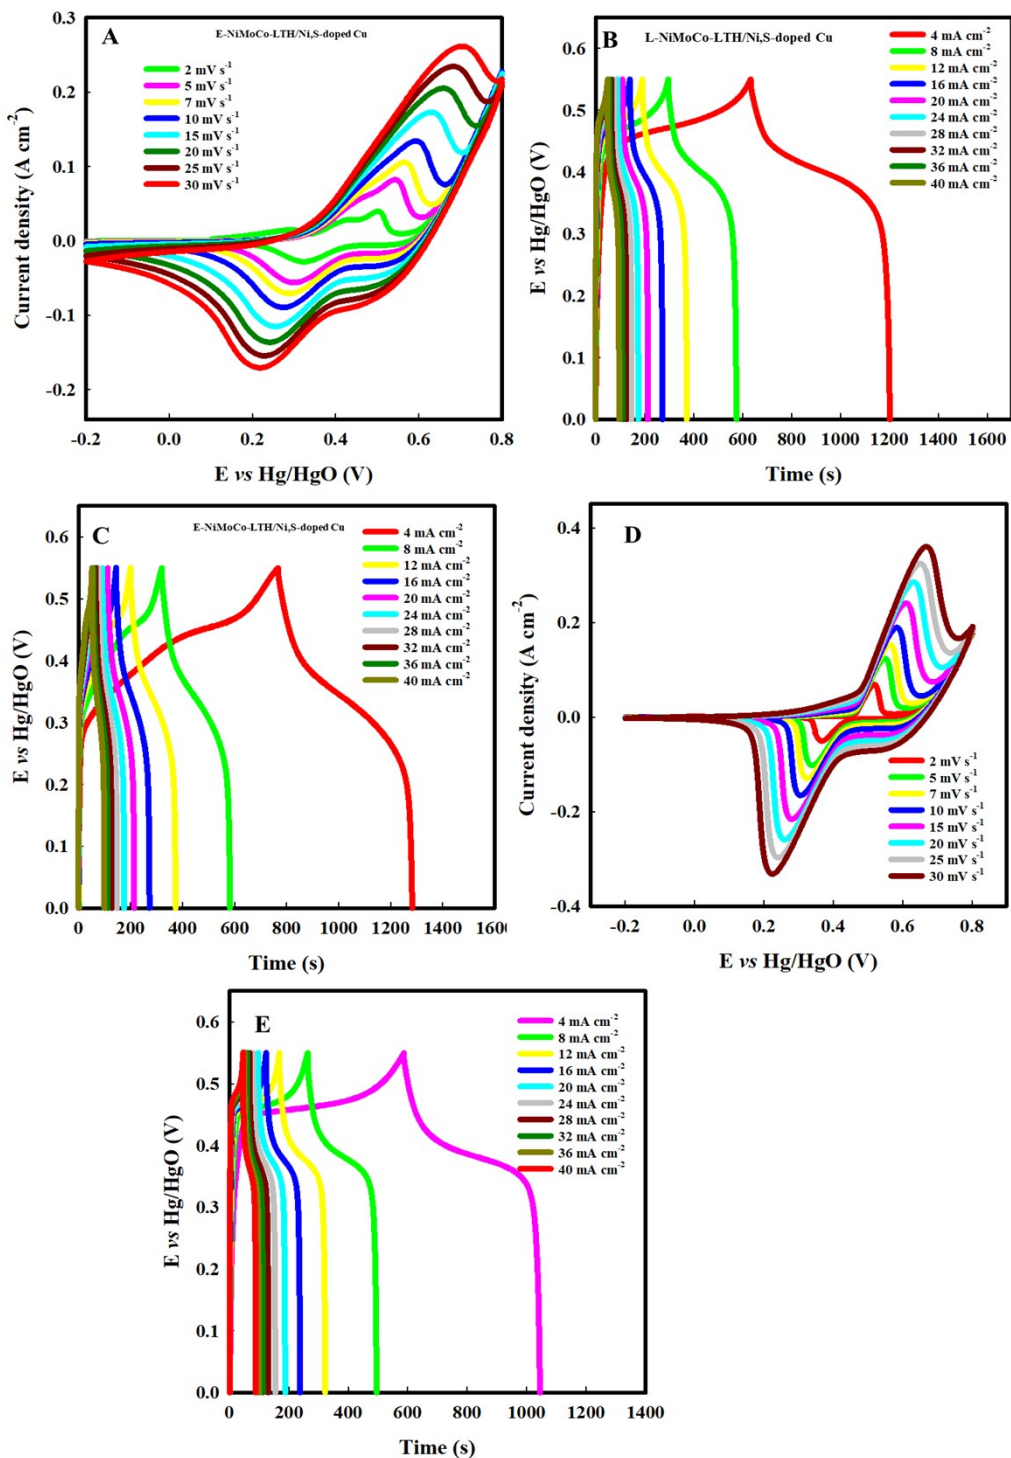 A
E-NiMoCo-LTH/Ni,S-doped Cu
2 mV s-1
5 mV s-1
7 mV s-1
10 mV s-1
15 mV s-1
20 mV s-1
25 mV s-1
30 mV s-1
0.3
0.2
0.1
0.0
-0.1
-0.2
Current density (A cm-2)
-0.2 0.0 0.2 0.4 0.6 0.8
E vs Hg/HgO (V)
B
L-NiMoCo-LTH/Ni,S-doped Cu
4 mA cm-2
8 mA cm-2
12 mA cm-2
16 mA cm-2
20 mA cm-2
24 mA cm-2
28 mA cm-2
32 mA cm-2
36 mA cm-2
40 mA cm-2
0.6
0.5
0.4
0.3
0.2
0.1
0.0
E vs Hg/HgO (V)
0 200 400 600 800 1000 1200 1400 1600
Time (s)
C
E-NiMoCo-LTH/Ni,S-doped Cu
4 mA cm-2
8 mA cm-2
12 mA cm-2
16 mA cm-2
20 mA cm-2
24 mA cm-2
28 mA cm-2
32 mA cm-2
36 mA cm-2
40 mA cm-2
0.6
0.5
0.4
0.3
0.2
0.1
0.0
E vs Hg/HgO (V)
0 200 400 600 800 1000 1200 1400 1600
Time (s)
D
0.4
0.2
0.0
-0.2
-0.4
Current density (A cm-2)
2 mV s-1
5 mV s-1
7 mV s-1
10 mV s-1
15 mV s-1
20 mV s-1
25 mV s-1
30 mV s-1
-0.2 0.0 0.2 0.4 0.6 0.8
E vs Hg/HgO (V)
E
4 mA cm-2
8 mA cm-2
12 mA cm-2
16 mA cm-2
20 mA cm-2
24 mA cm-2
28 mA cm-2
32 mA cm-2
36 mA cm-2
40 mA cm-2
0.6
0.5
0.4
0.3
0.2
0.1
0.0
E vs Hg/HgO (V)
0 200 400 600 800 1000 1200 1400
Time (s)